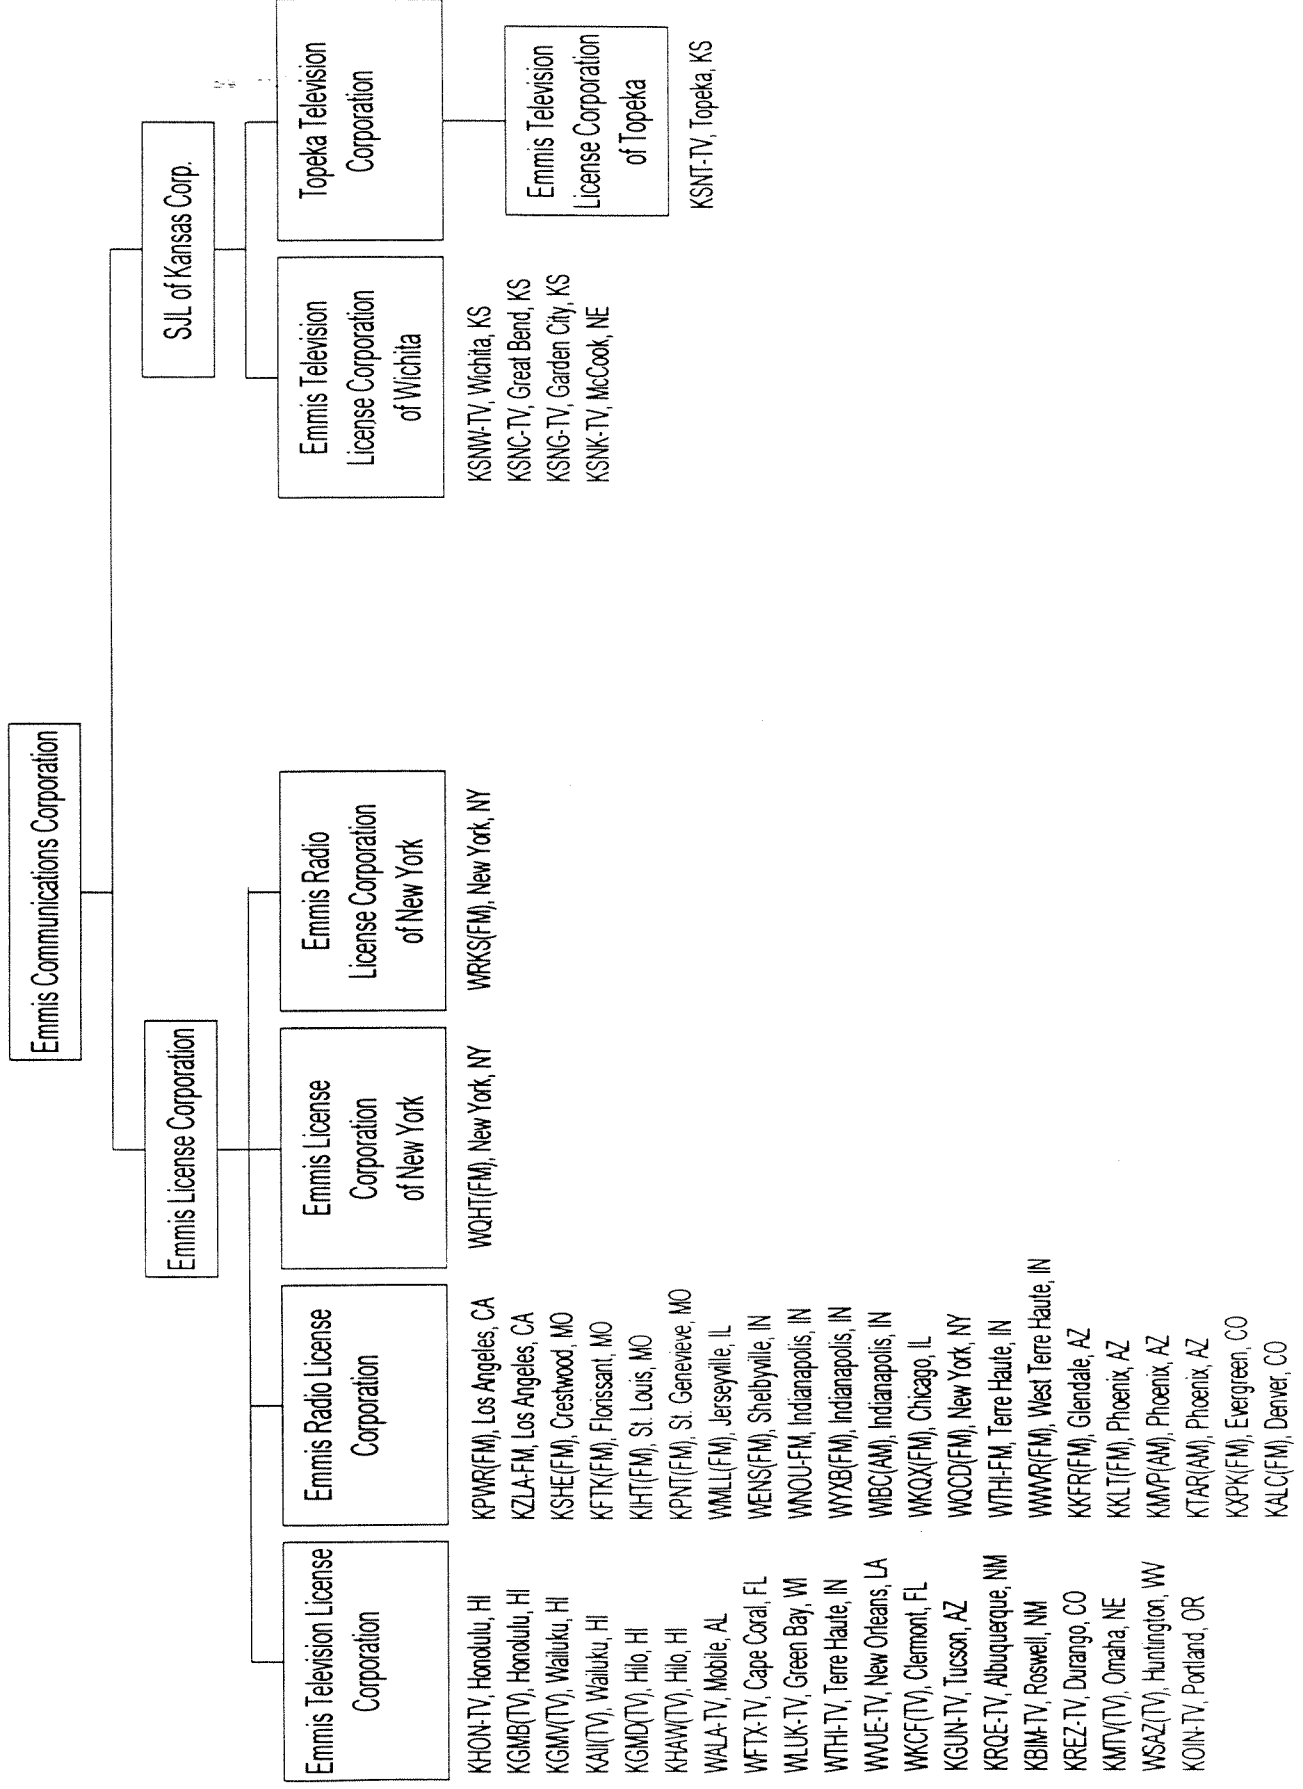 Emmis Communications Corporation
Emmis License Corporation
SJL of Kansas Corp.
Emmis Television License
Corporation
KHON-TV, Honolulu, HI
KGMB(TV), Honolulu, HI
KGMV(TV), Wailuku, HI
KAII(TV), Wailuku, HI
KGMD(TV), Hilo, HI
KHAW(TV), Hilo, HI
WALA-TV, Mobile, AL
WFTX-TV, Cape Coral, FL
WLUK-TV, Green Bay, WI
WTHI-TV, Terre Haute, IN
WVUE-TV, New Orleans, LA
WKCF(TV), Clermont, FL
KGUN-TV, Tucson, AZ
KRQE-TV, Albuquerque, NM
KBIM-TV, Roswell, NM
KREZ-TV, Durango, CO
KMTV(TV), Omaha, NE
WSAZ(TV), Huntington, WV
KOIN-TV, Portland, OR
Emmis Radio License
Corporation
KPWR(FM), Los Angeles, CA
KZLA-FM, Los Angeles, CA
KSHE(FM), Crestwood, MO
KFTK(FM), Florissant, MO
KIHT(FM), St. Louis, MO
KPNT(FM), St. Genevieve, MO
WMLL(FM), Jerseyville, IL
WENS(FM), Shelbyville, IN
WNOU-FM, Indianapolis, IN
WYXB(FM), Indianapolis, IN
WIBC(AM), Indianapolis, IN
WKQX(FM), Chicago, IL
WQCD(FM), New York, NY
WTHI-FM, Terre Haute, IN
WWVR(FM), West Terre Haute, IN
KKFR(FM), Glendale, AZ
KKLT(FM), Phoenix, AZ
KMVP(AM), Phoenix, AZ
KTAR(AM), Phoenix, AZ
KXPK(FM), Evergreen, CO
KALC(FM), Denver, CO
Emmis License
Corporation
of New York
WQHT(FM), New York, NY
Emmis Radio
License Corporation
of New York
WRKS(FM), New York, NY
Emmis Television
License Corporation
of Wichita
KSNW-TV, Wichita, KS
KSNC-TV, Great Bend, KS
KSNG-TV, Garden City, KS
KSNK-TV, McCook, NE
Topeka Television
Corporation
Emmis Television
License Corporation
of Topeka
KSNT-TV, Topeka, KS